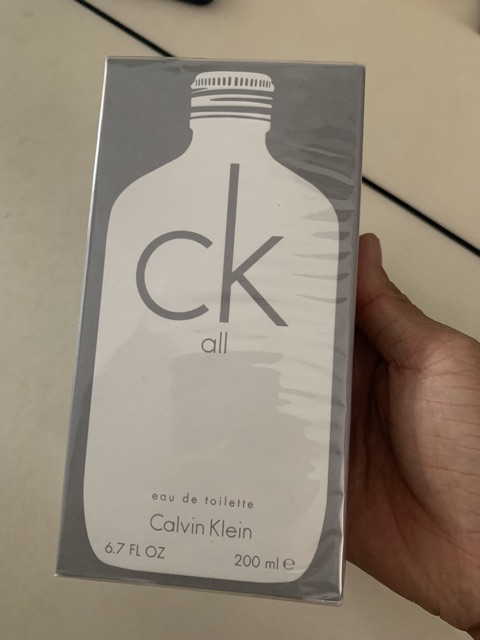 ck
all
eau de toilette
Calvin Klein
6.7 FL OZ 200 ml ℮